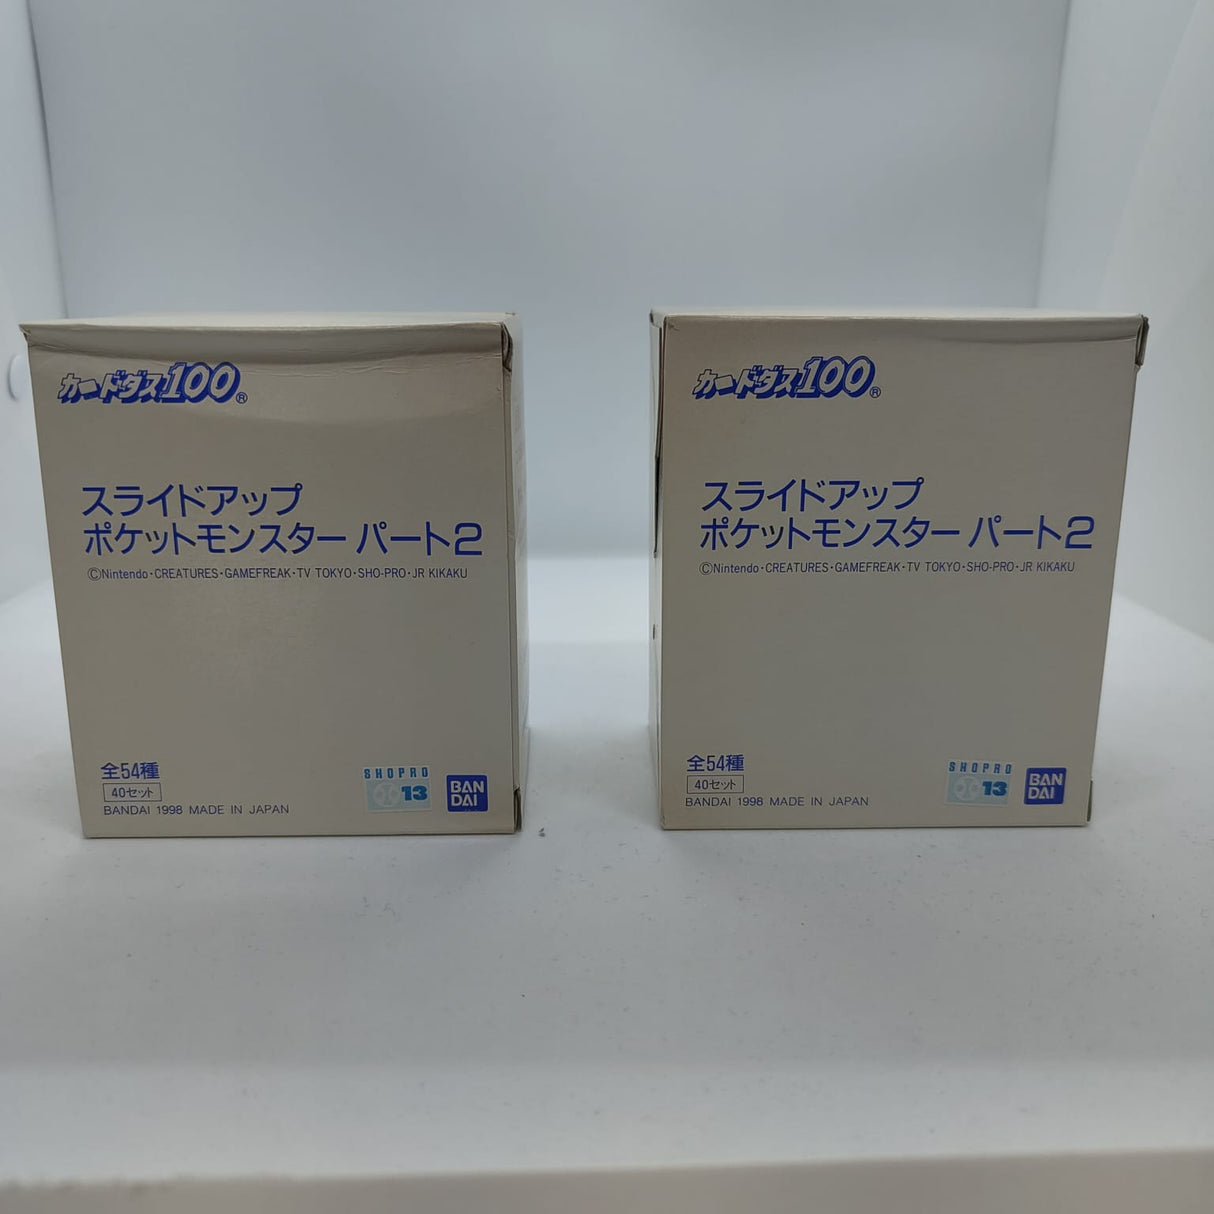 カードダス100®
スライドアップ
ポケットモンスター パート2
©Nintendo・CREATURES・GAMEFREAK・TV TOKYO・SHO-PRO・JR KIKAKU
全54種
40セット
BANDAI 1998 MADE IN JAPAN
SHOPRO
13
BAN
DAI
カードダス100®
スライドアップ
ポケットモンスター パート2
©Nintendo・CREATURES・GAMEFREAK・TV TOKYO・SHO-PRO・JR KIKAKU
全54種
40セット
BANDAI 1998 MADE IN JAPAN
SHOPRO
13
BAN
DAI